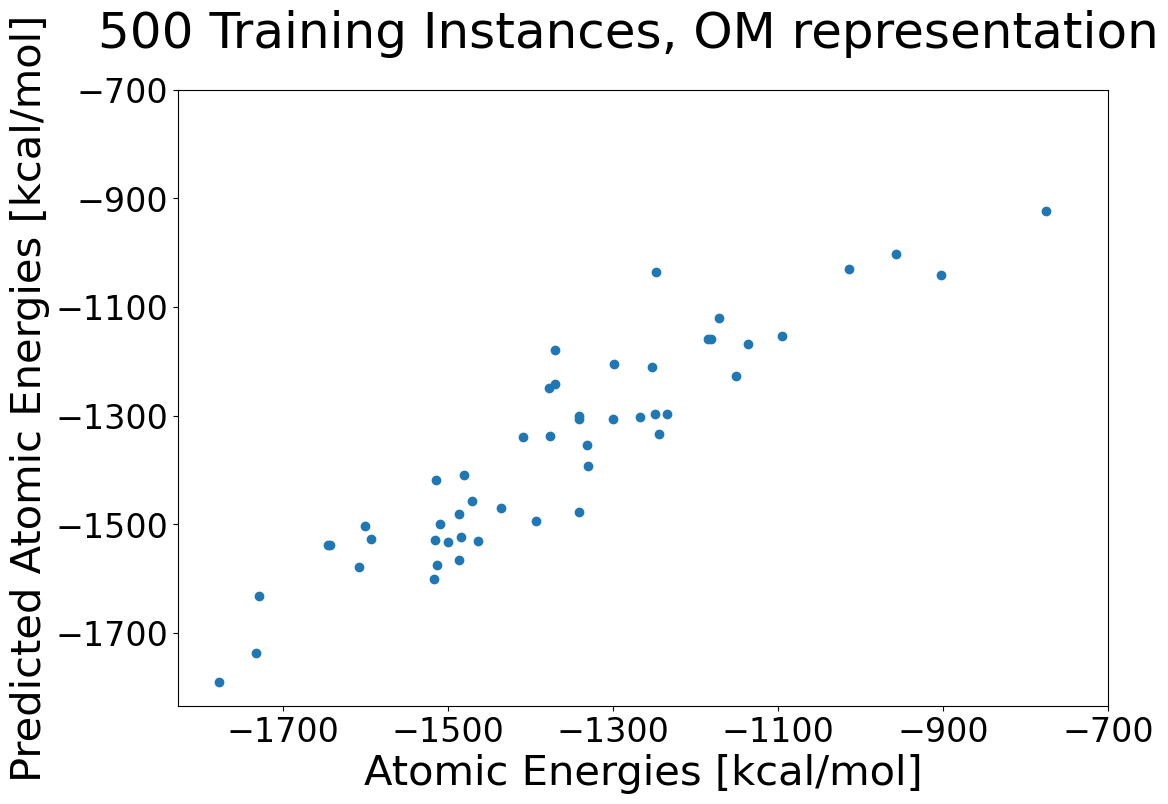 500 Training Instances, OM representation
Predicted Atomic Energies [kcal/mol]
−700
−900
−1100
−1300
−1500
−1700
−1700 −1500 −1300 −1100 −900 −700
Atomic Energies [kcal/mol]